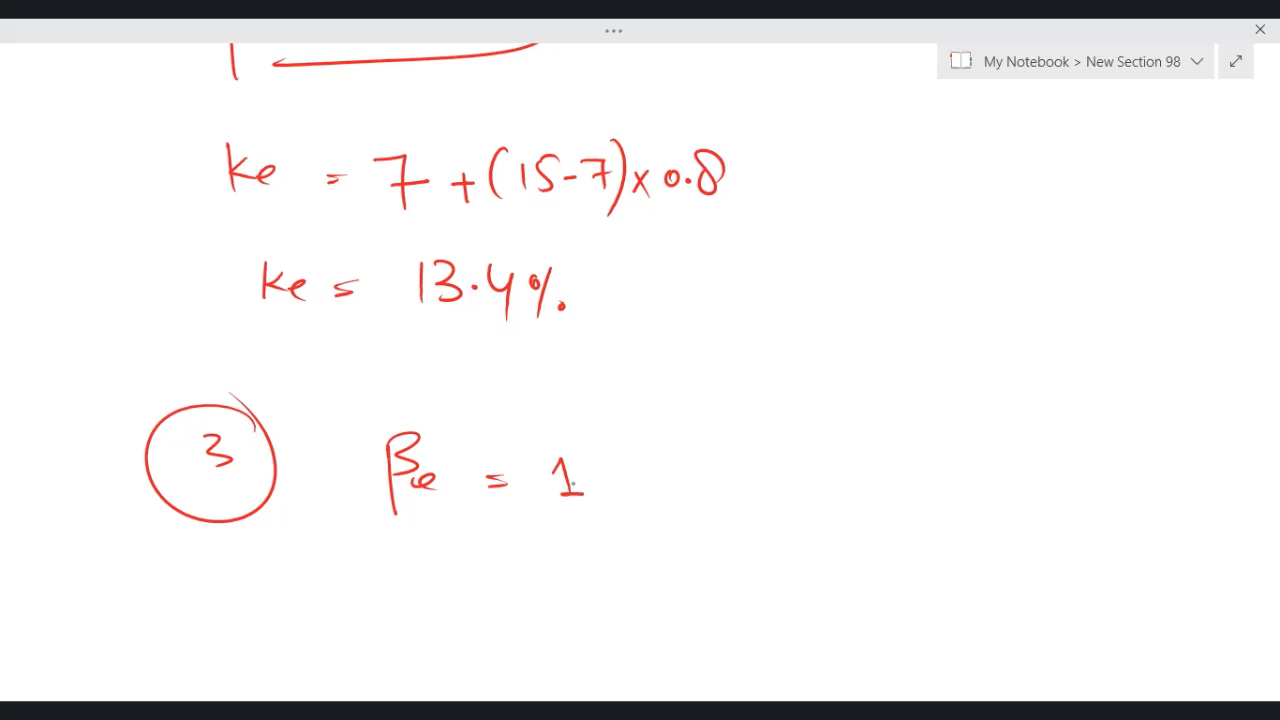 My Notebook > New Section 98
ke = 7 + (15-7) x 0.8
ke = 13.4%.
3 βe = 1